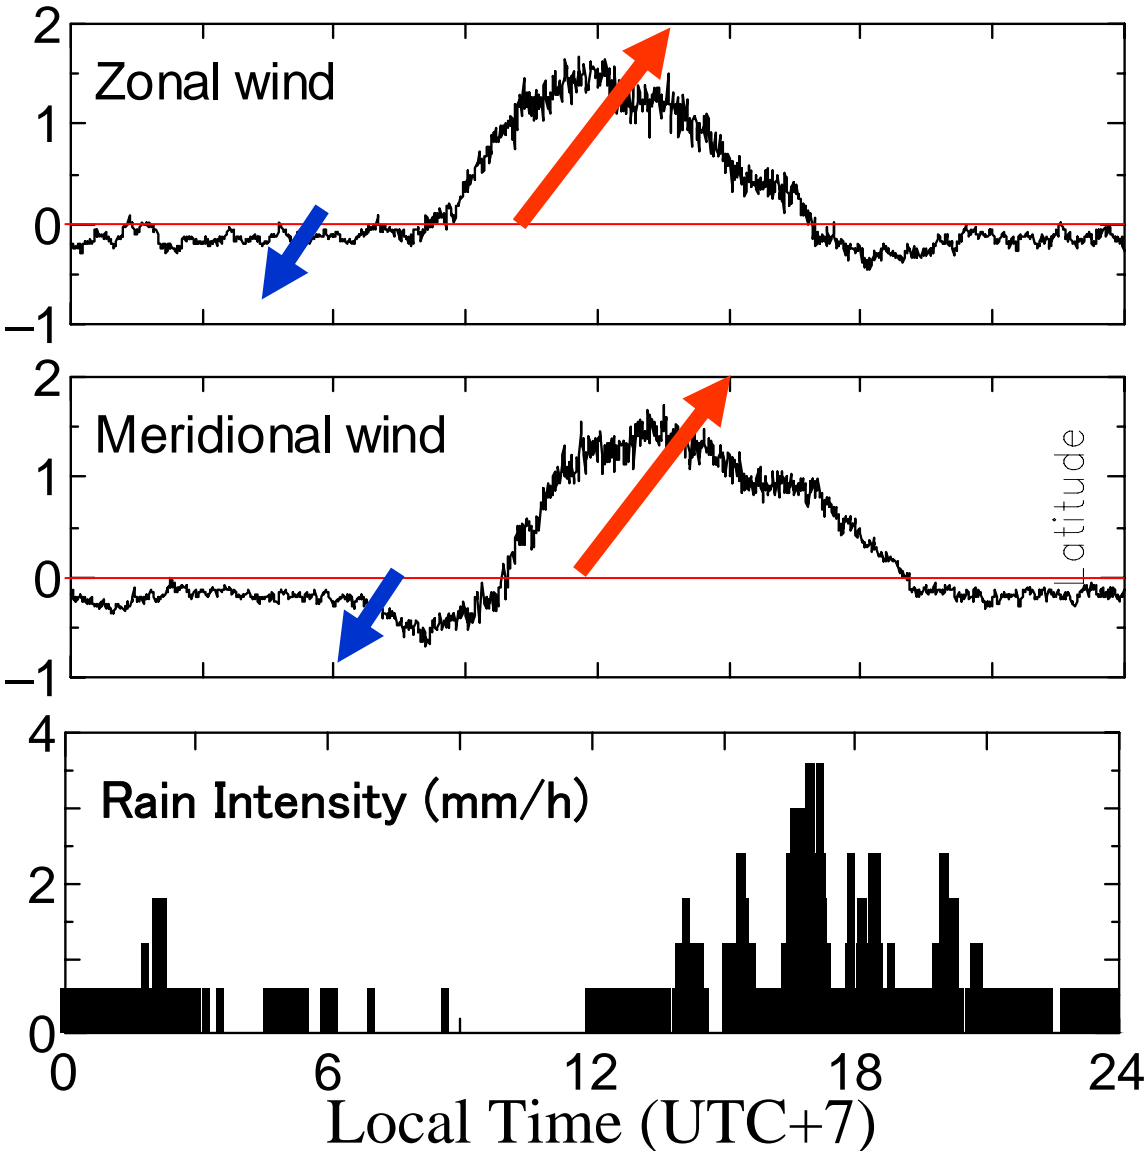 2
Zonal wind
1
0
–1
2
Meridional wind
1
Latitude
0
–1
4
Rain Intensity (mm/h)
2
0
0 6 12 18 24
Local Time (UTC+7)